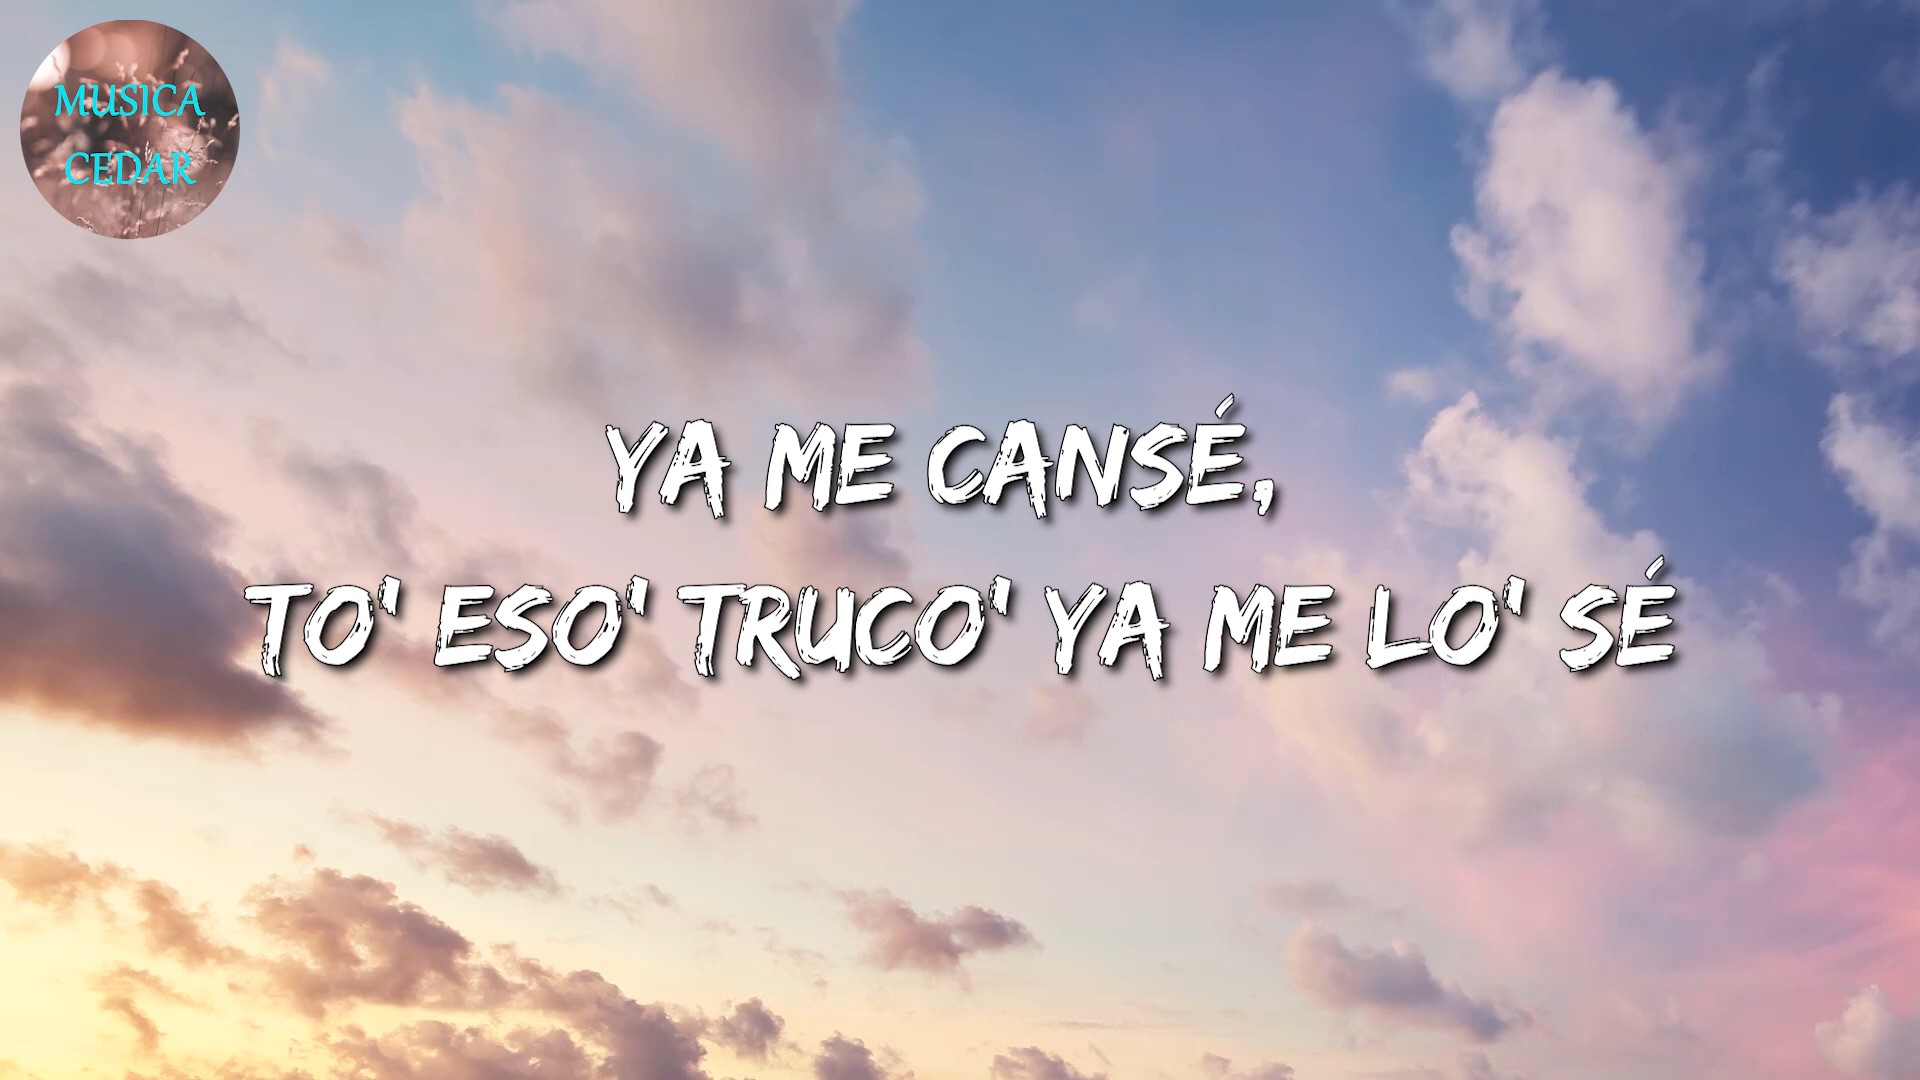 MUSICA
CEDAR
YA ME CANSÉ,
TO' ESO' TRUCO' YA ME LO' SÉ